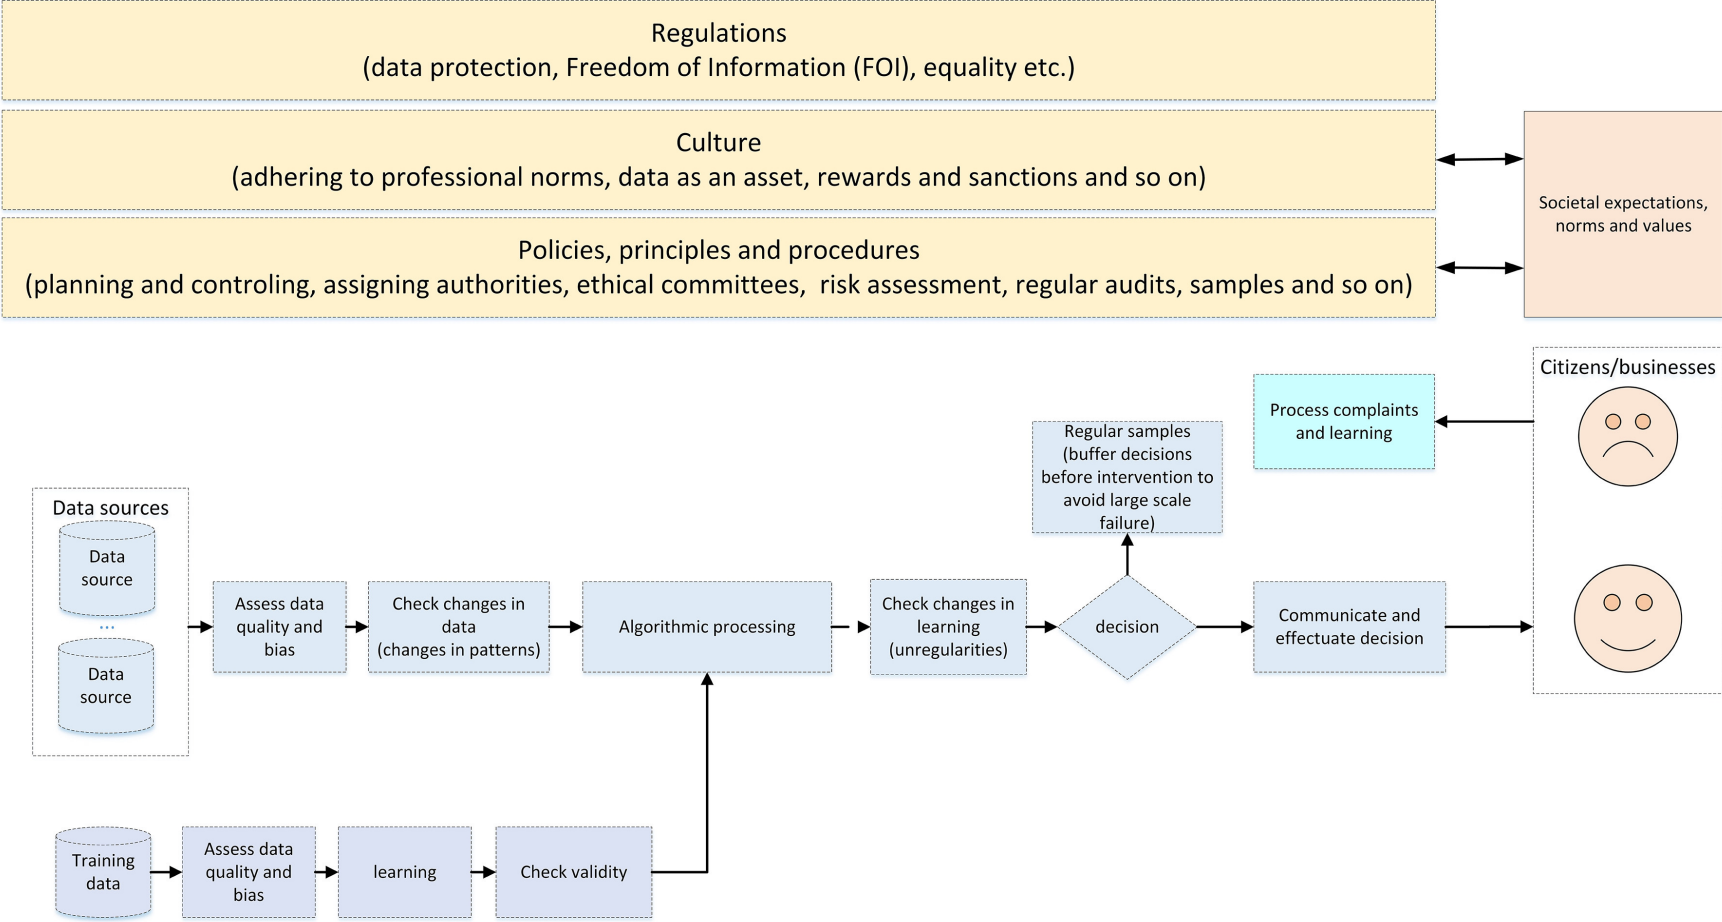 Regulations
(data protection, Freedom of Information (FOI), equality etc.)
Culture
(adhering to professional norms, data as an asset, rewards and sanctions and so on)
Policies, principles and procedures
(planning and controling, assigning authorities, ethical committees,  risk assessment, regular audits, samples and so on)
Societal expectations,
norms and values
Citizens/businesses
Process complaints
and learning
Regular samples
(buffer decisions
before intervention to
avoid large scale
failure)
Data sources
Data
source
...
Data
source
Assess data
quality and
bias
Check changes in
data
(changes in patterns)
Algorithmic processing
Check changes in
learning
(unregularities)
decision
Communicate and
effectuate decision
Training
data
Assess data
quality and
bias
learning
Check validity